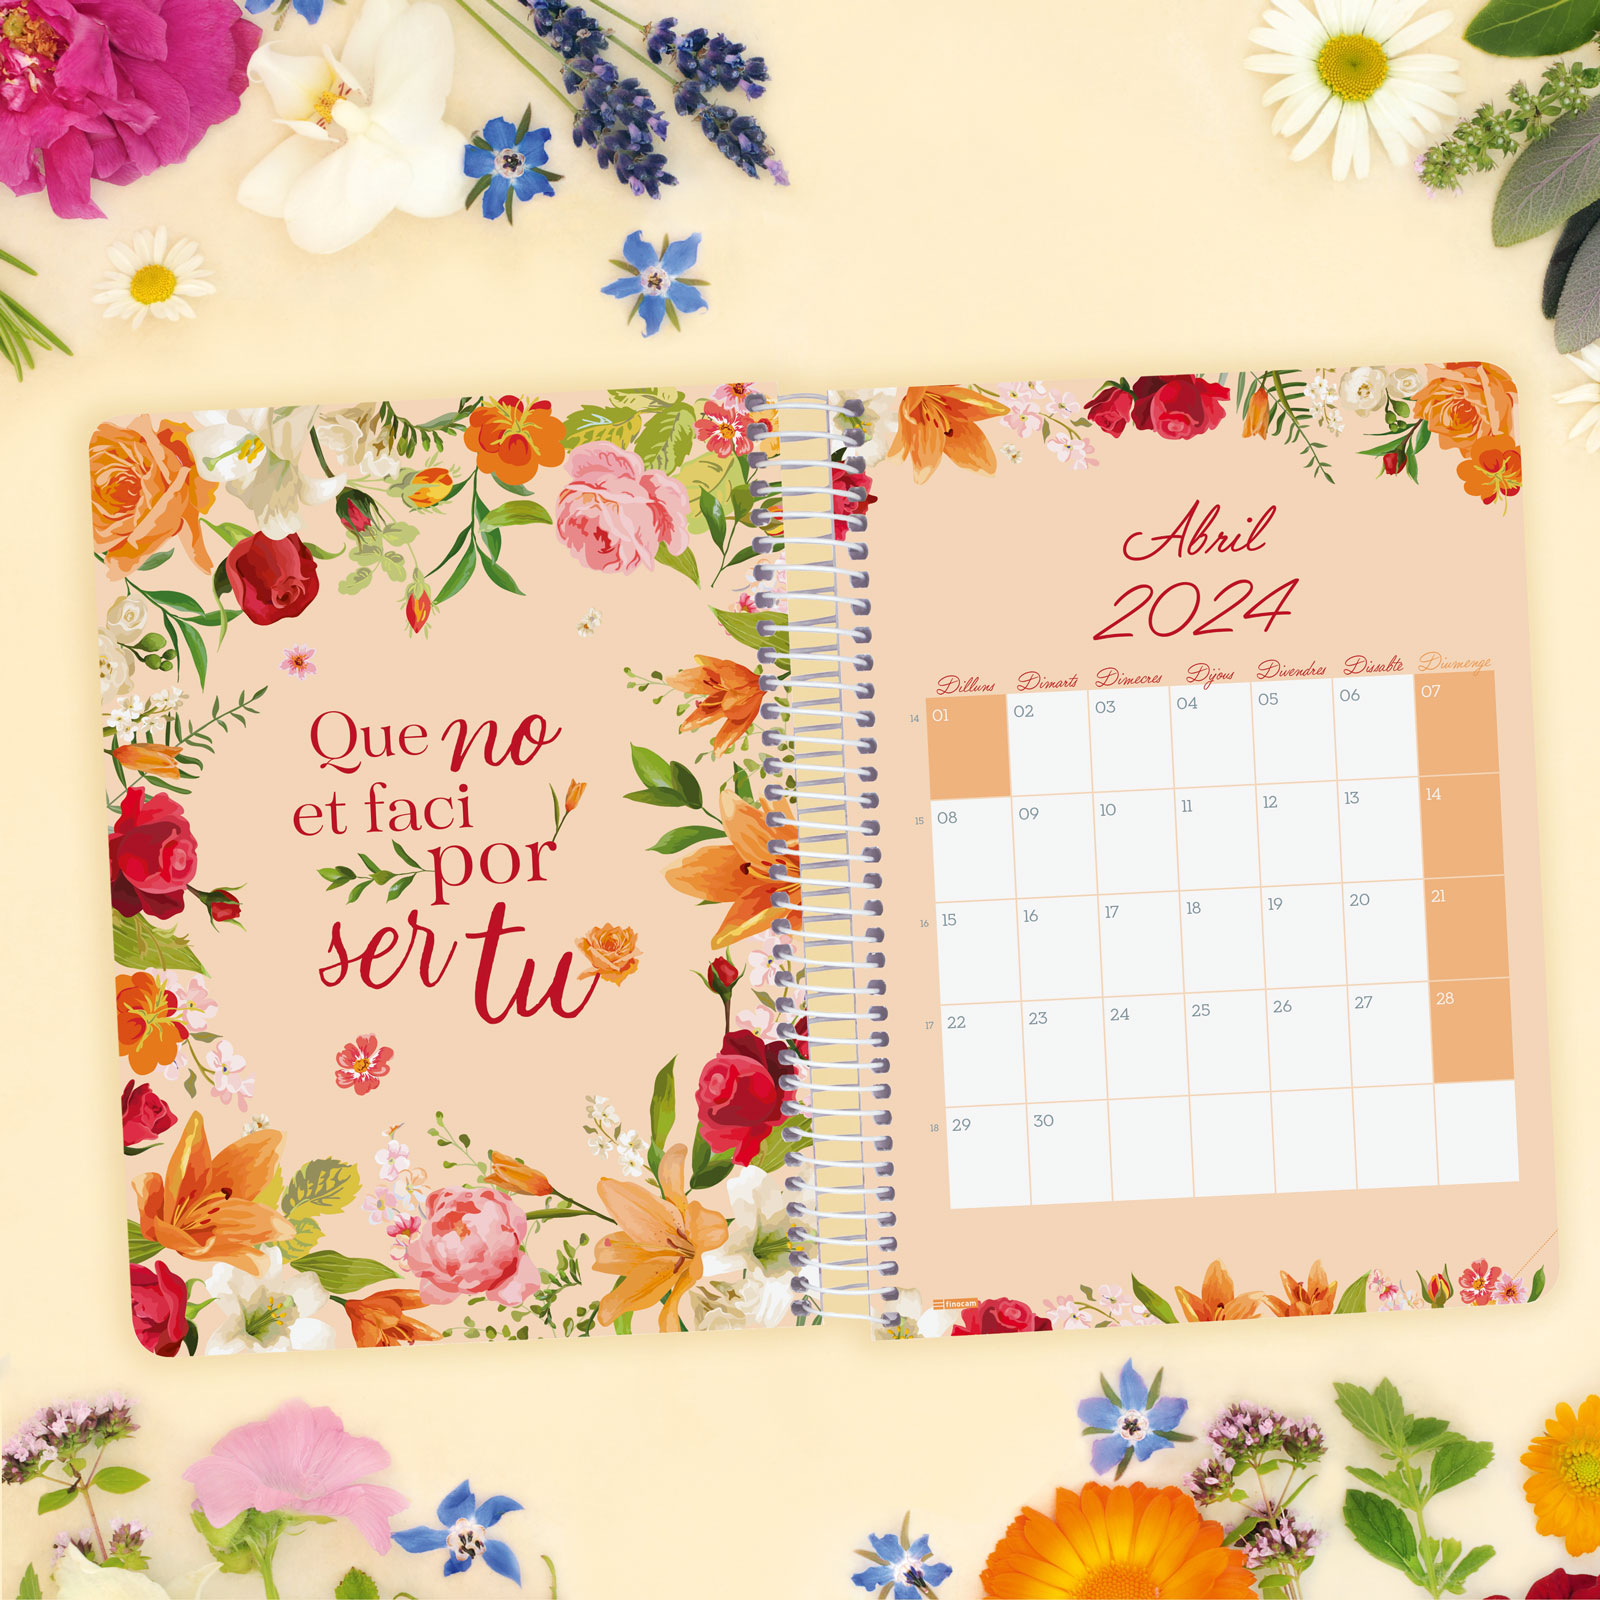 Que no
et faci
por
ser tu
Abril
2024
Dilluns Dimarts Dimecres Dijous Divendres Dissabte Diumenge
14 01 02 03 04 05 06 07
15 08 09 10 11 12 13 14
16 15 16 17 18 19 20 21
17 22 23 24 25 26 27 28
18 29 30
finocam